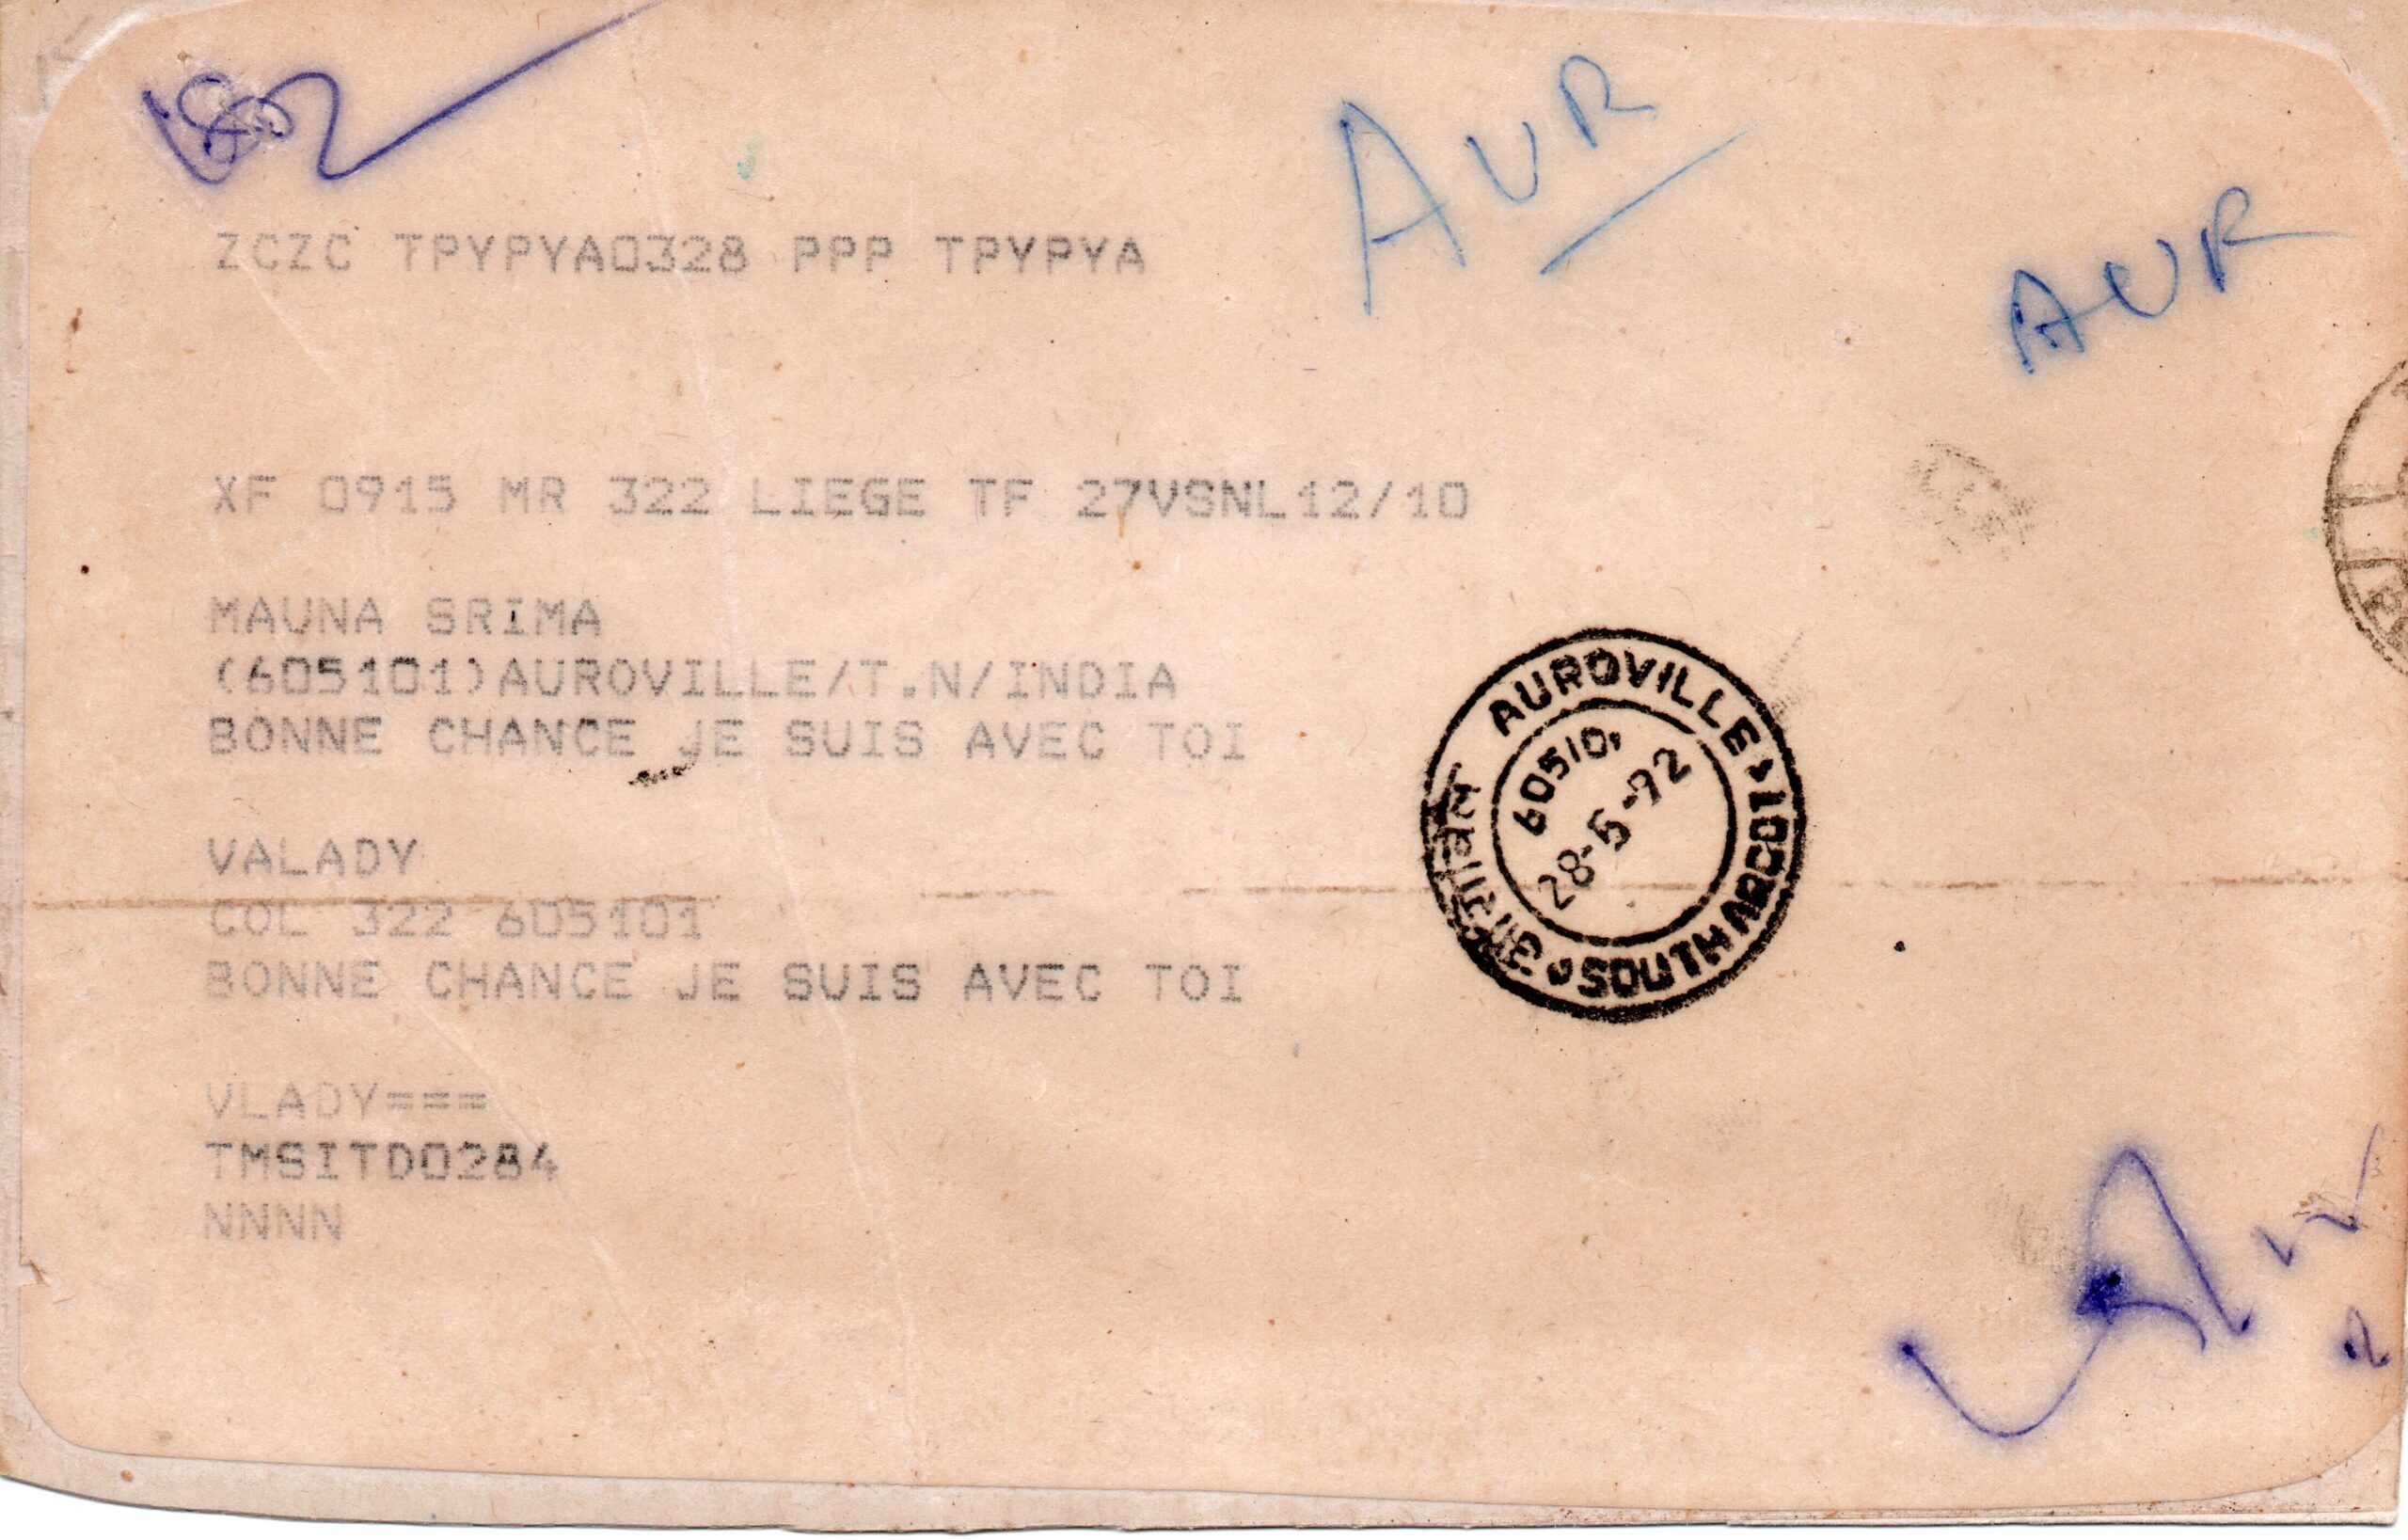 AUR
AUR
ZCZC TPYPYA0328 PPP TPYPYA
XF 0915 MR 322 LIEGE TF 27VSNL12/10
MAUNA SRIMA
(605101)AUROVILLE/T.N/INDIA
BONNE CHANCE JE SUIS AVEC TOI
VALADY
COL 322 605101
BONNE CHANCE JE SUIS AVEC TOI
VLADY===
TMSITD0284
NNNN
AUROVILLE
60510
28-5-92
SOUTH ARCOT